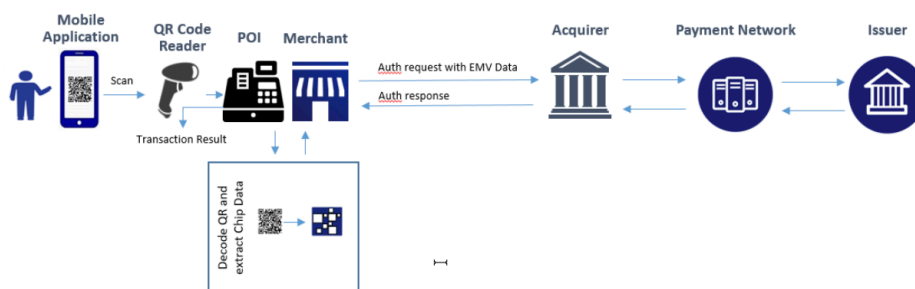 Mobile
Application
QR Code
Reader
POI
Merchant
Acquirer
Payment Network
Issuer
Scan
Auth request with EMV Data
Auth response
Transaction Result
Decode QR and
extract Chip Data